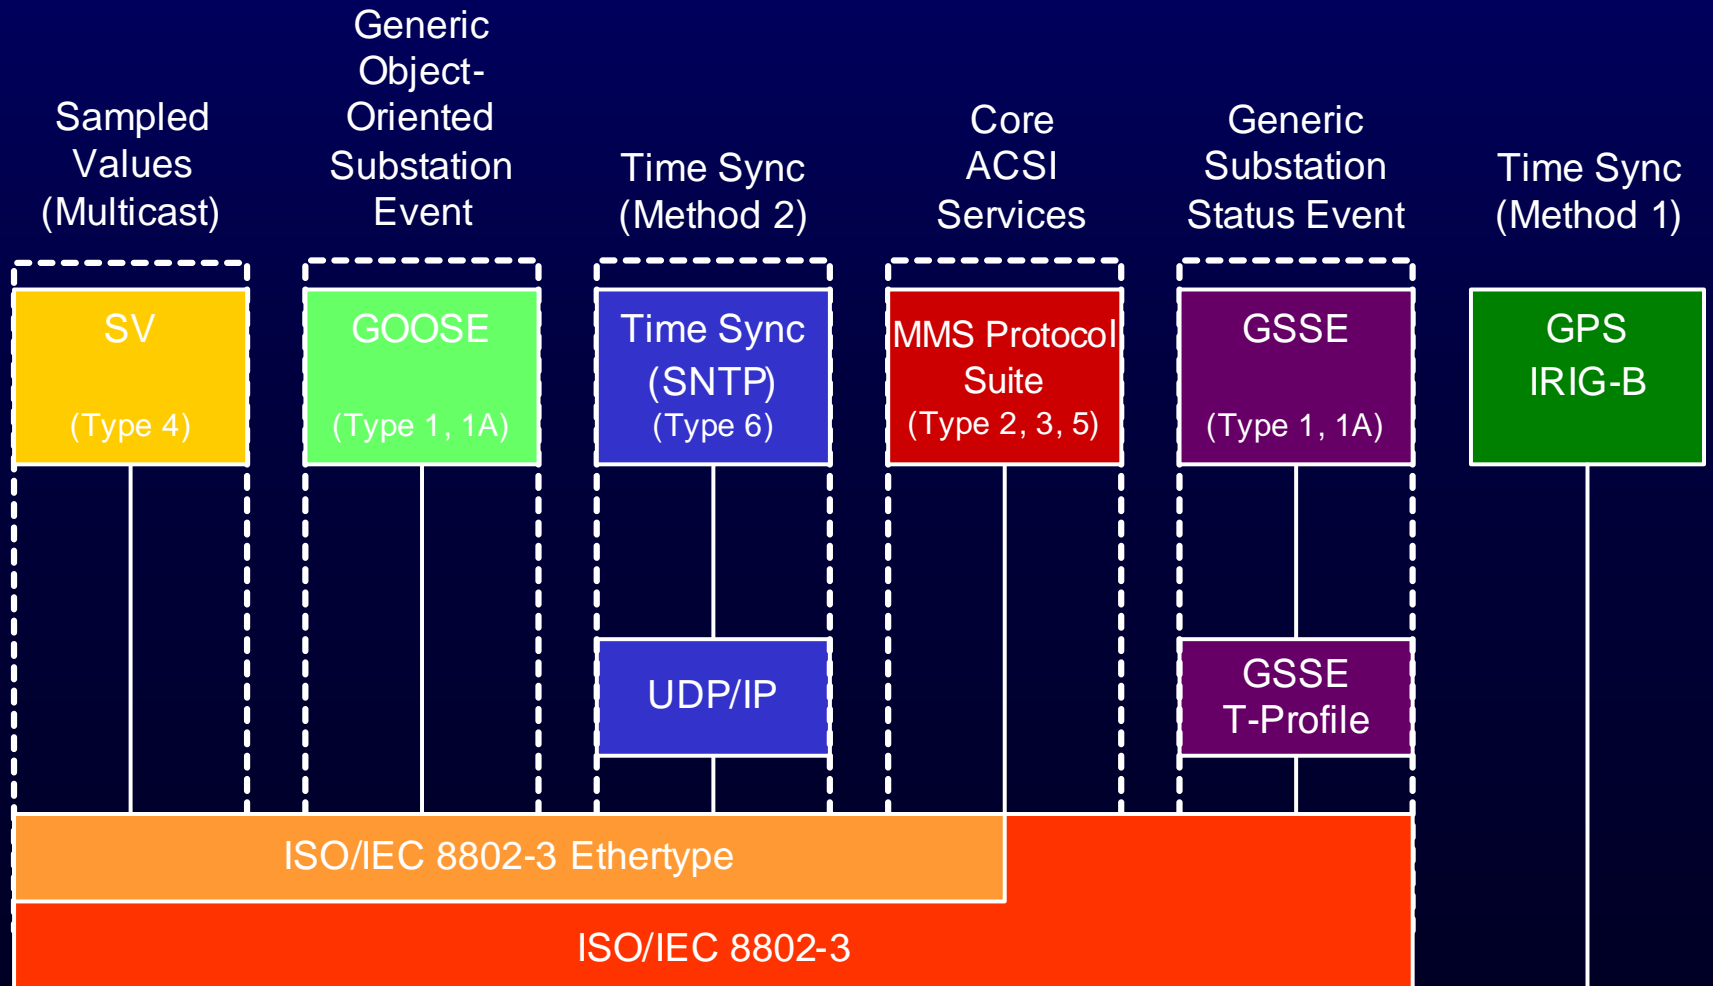 Sampled
Values
(Multicast)
Generic
Object-
Oriented
Substation
Event
Time Sync
(Method 2)
Core
ACSI
Services
Generic
Substation
Status Event
Time Sync
(Method 1)
SV
(Type 4)
GOOSE
(Type 1, 1A)
Time Sync
(SNTP)
(Type 6)
MMS Protocol
Suite
(Type 2, 3, 5)
GSSE
(Type 1, 1A)
GPS
IRIG-B
UDP/IP
GSSE
T-Profile
ISO/IEC 8802-3 Ethertype
ISO/IEC 8802-3